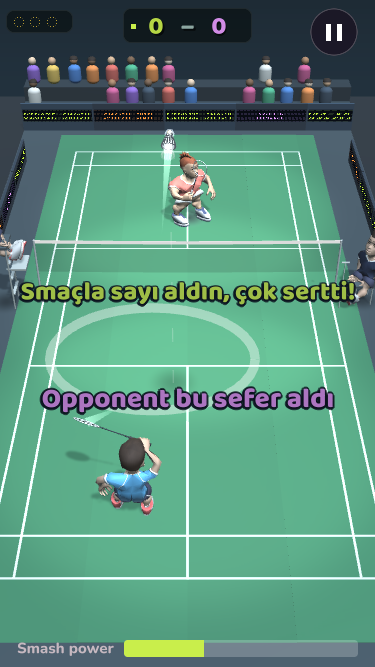 0 – 0
Smaçla sayı aldın, çok sertti!
Opponent bu sefer aldı
Smash power